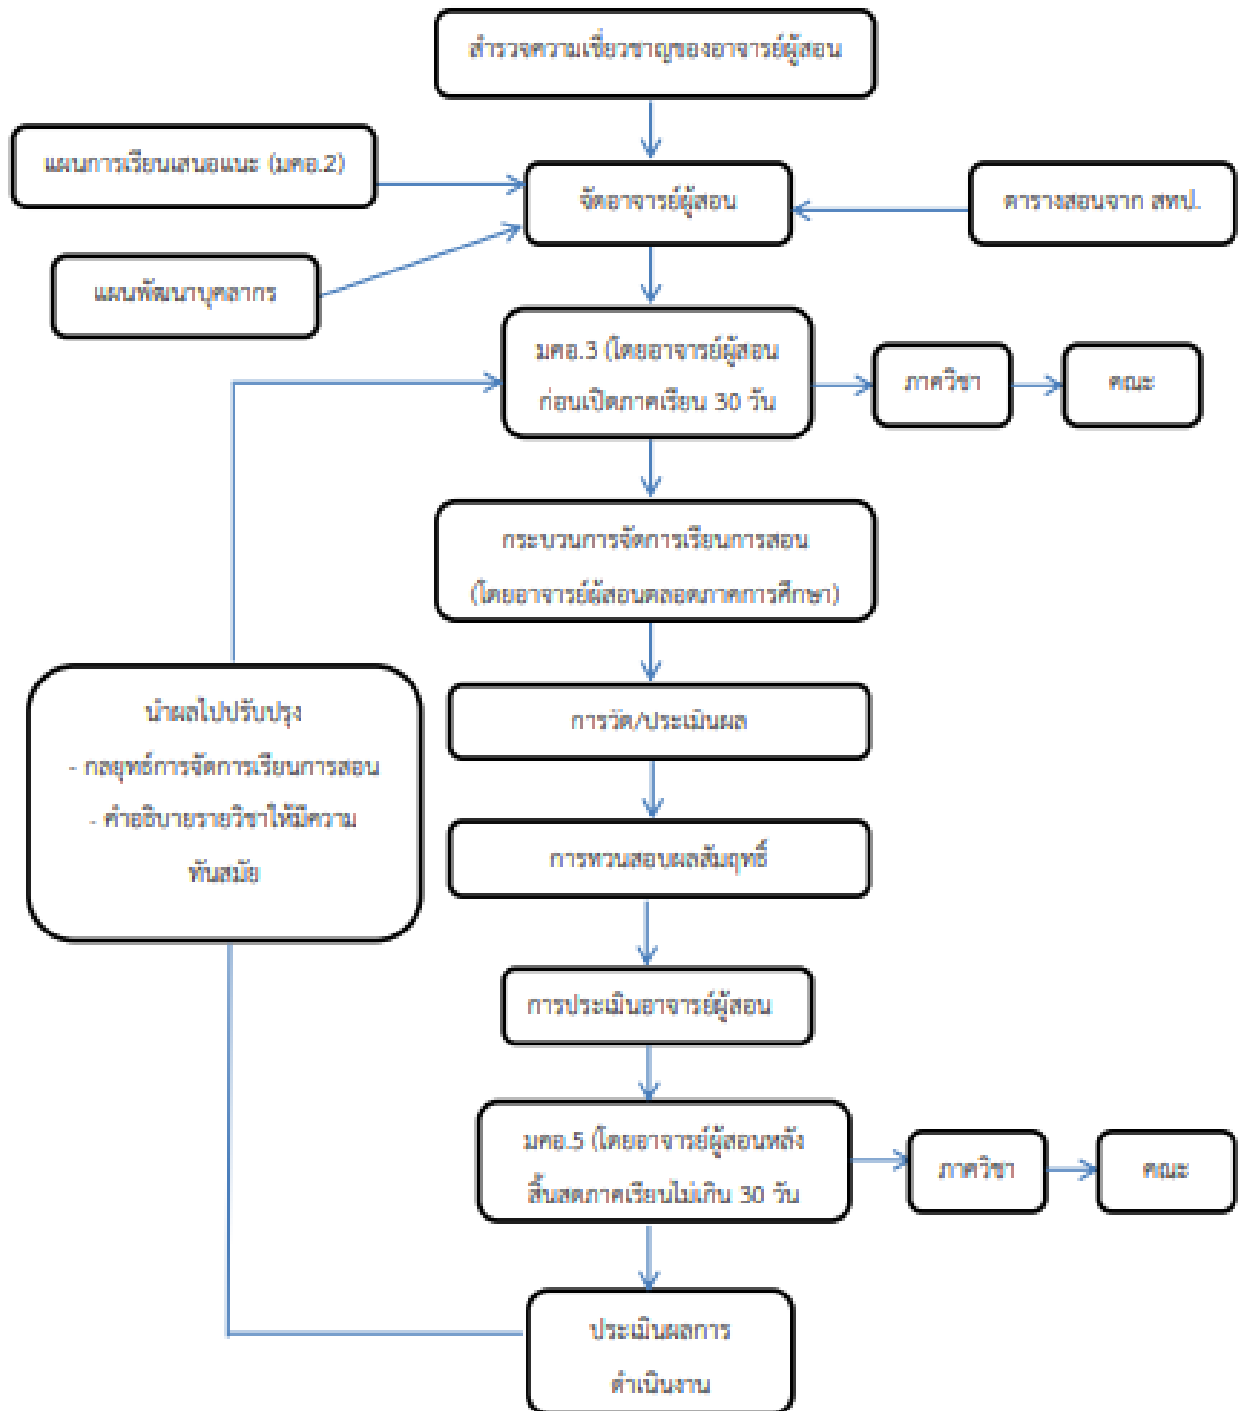 สำรวจความเชี่ยวชาญของอาจารย์ผู้สอน
แผนการเรียนเสนอแนะ (มคอ.2)
จัดอาจารย์ผู้สอน
ตารางสอนจาก สทป.
แผนพัฒนาบุคลากร
มคอ.3 (โดยอาจารย์ผู้สอน
ก่อนเปิดภาคเรียน 30 วัน
ภาควิชา
คณะ
กระบวนการจัดการเรียนการสอน
(โดยอาจารย์ผู้สอนตลอดภาคการศึกษา)
นำผลไปปรับปรุง
- กลยุทธ์การจัดการเรียนการสอน
- คำอธิบายรายวิชาให้มีความ
ทันสมัย
การวัด/ประเมินผล
การทวนสอบผลสัมฤทธิ์
การประเมินอาจารย์ผู้สอน
มคอ.5 (โดยอาจารย์ผู้สอนหลัง
สิ้นสุดภาคเรียนไม่เกิน 30 วัน
ภาควิชา
คณะ
ประเมินผลการ
ดำเนินงาน